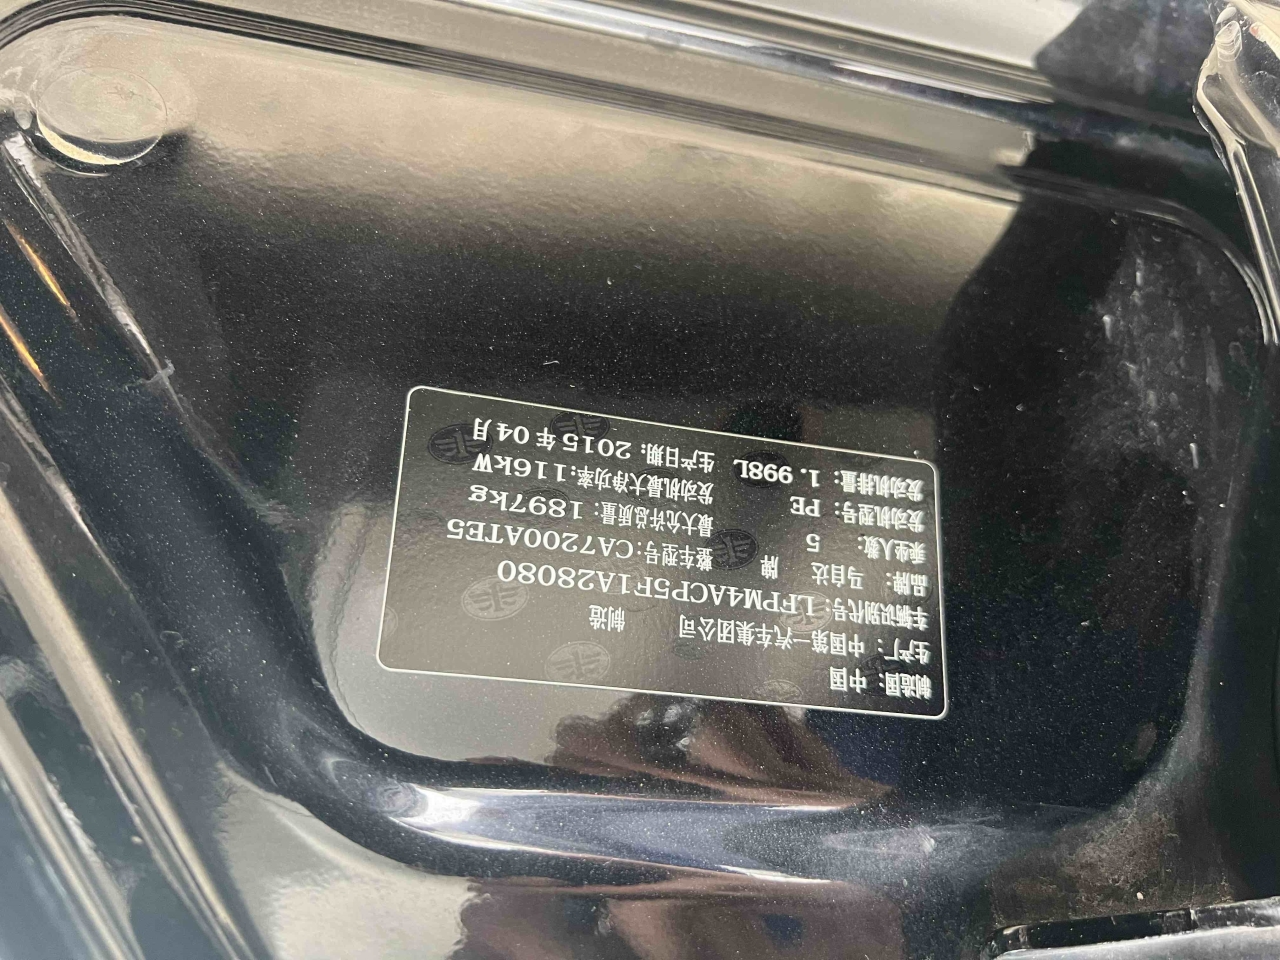 制造国: 中国
生产厂: 中国第一汽车集团公司 制造
车辆识别代号: LFPM4ACP5F1A28080
品牌: 马自达 牌 整车型号:CA7200ATE5
乘坐人数: 5 最大允许总质量: 1897kg
发动机型号: PE 发动机最大净功率:116kW
发动机排量: 1.998L 生产日期: 2015年04月